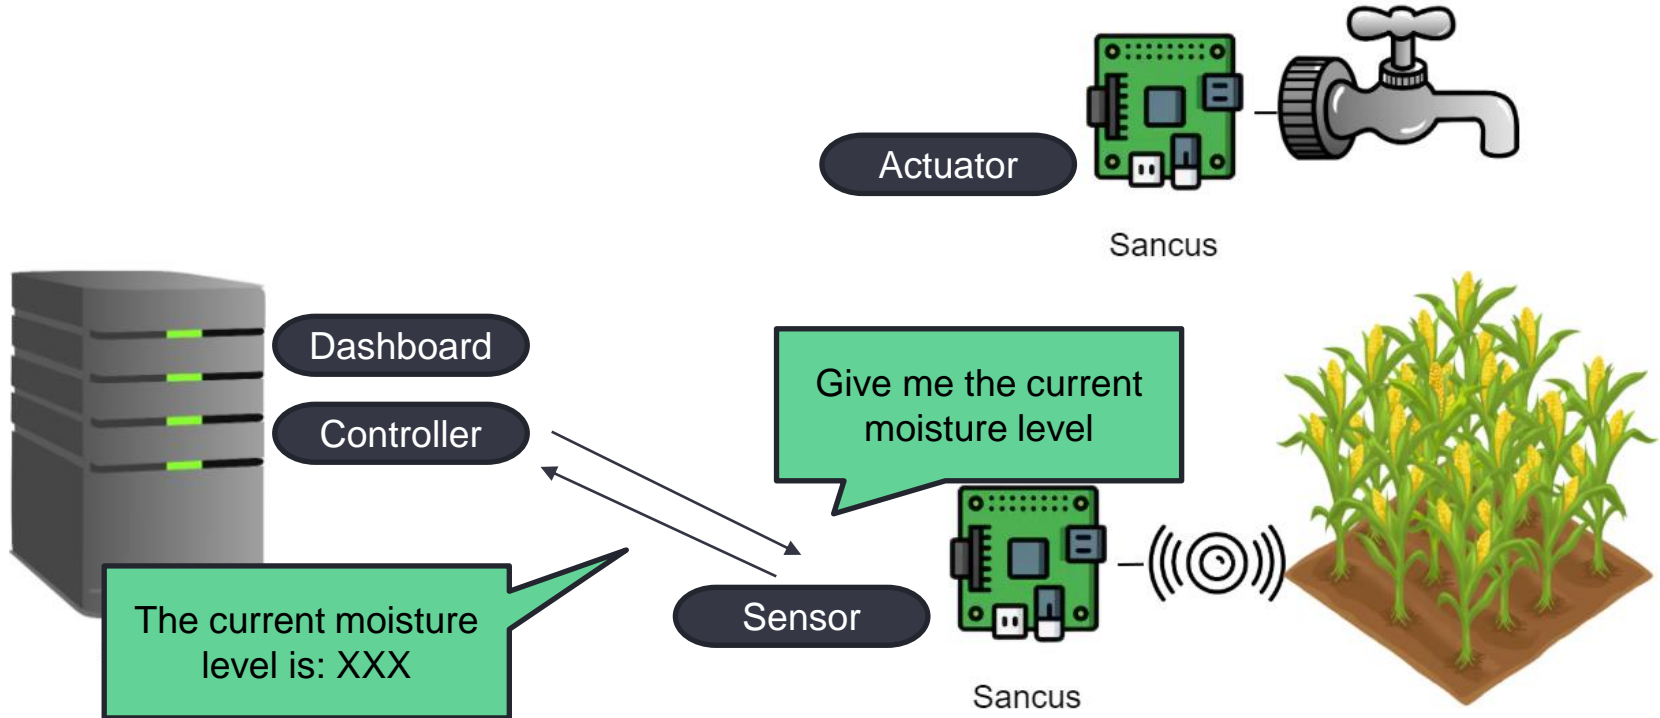 Actuator
Sancus
Dashboard
Controller
Give me the current
moisture level
The current moisture
level is: XXX
Sensor
Sancus